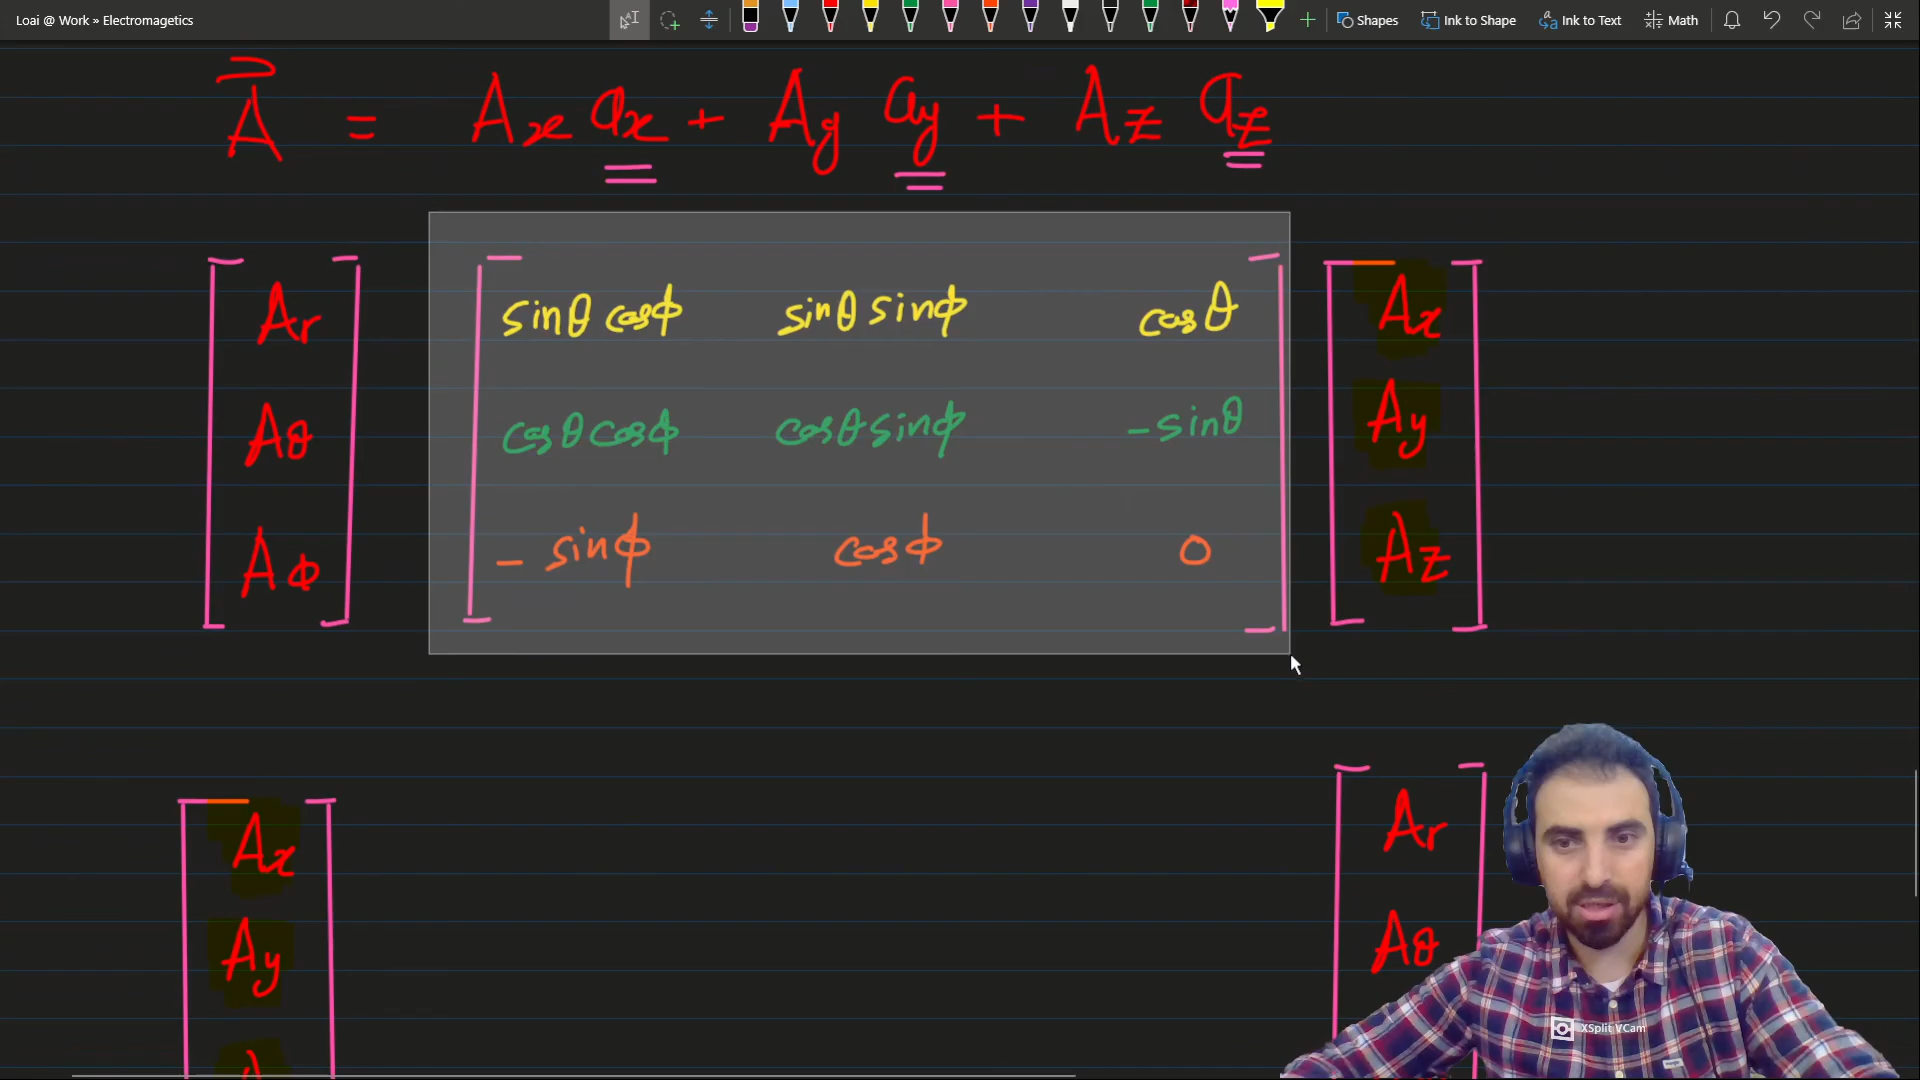 Loai @ Work » Electromagetics
Shapes Ink to Shape Ink to Text Math
A = Ax ax + Ay ay + Az az
Ar sinθ cosϕ sinθ sinϕ cosθ Ax
Aθ cosθ cosϕ cosθ sinϕ -sinθ Ay
Aϕ - sinϕ cosϕ 0 Az
Ax Ar
Ay Aθ
XSplit VCam